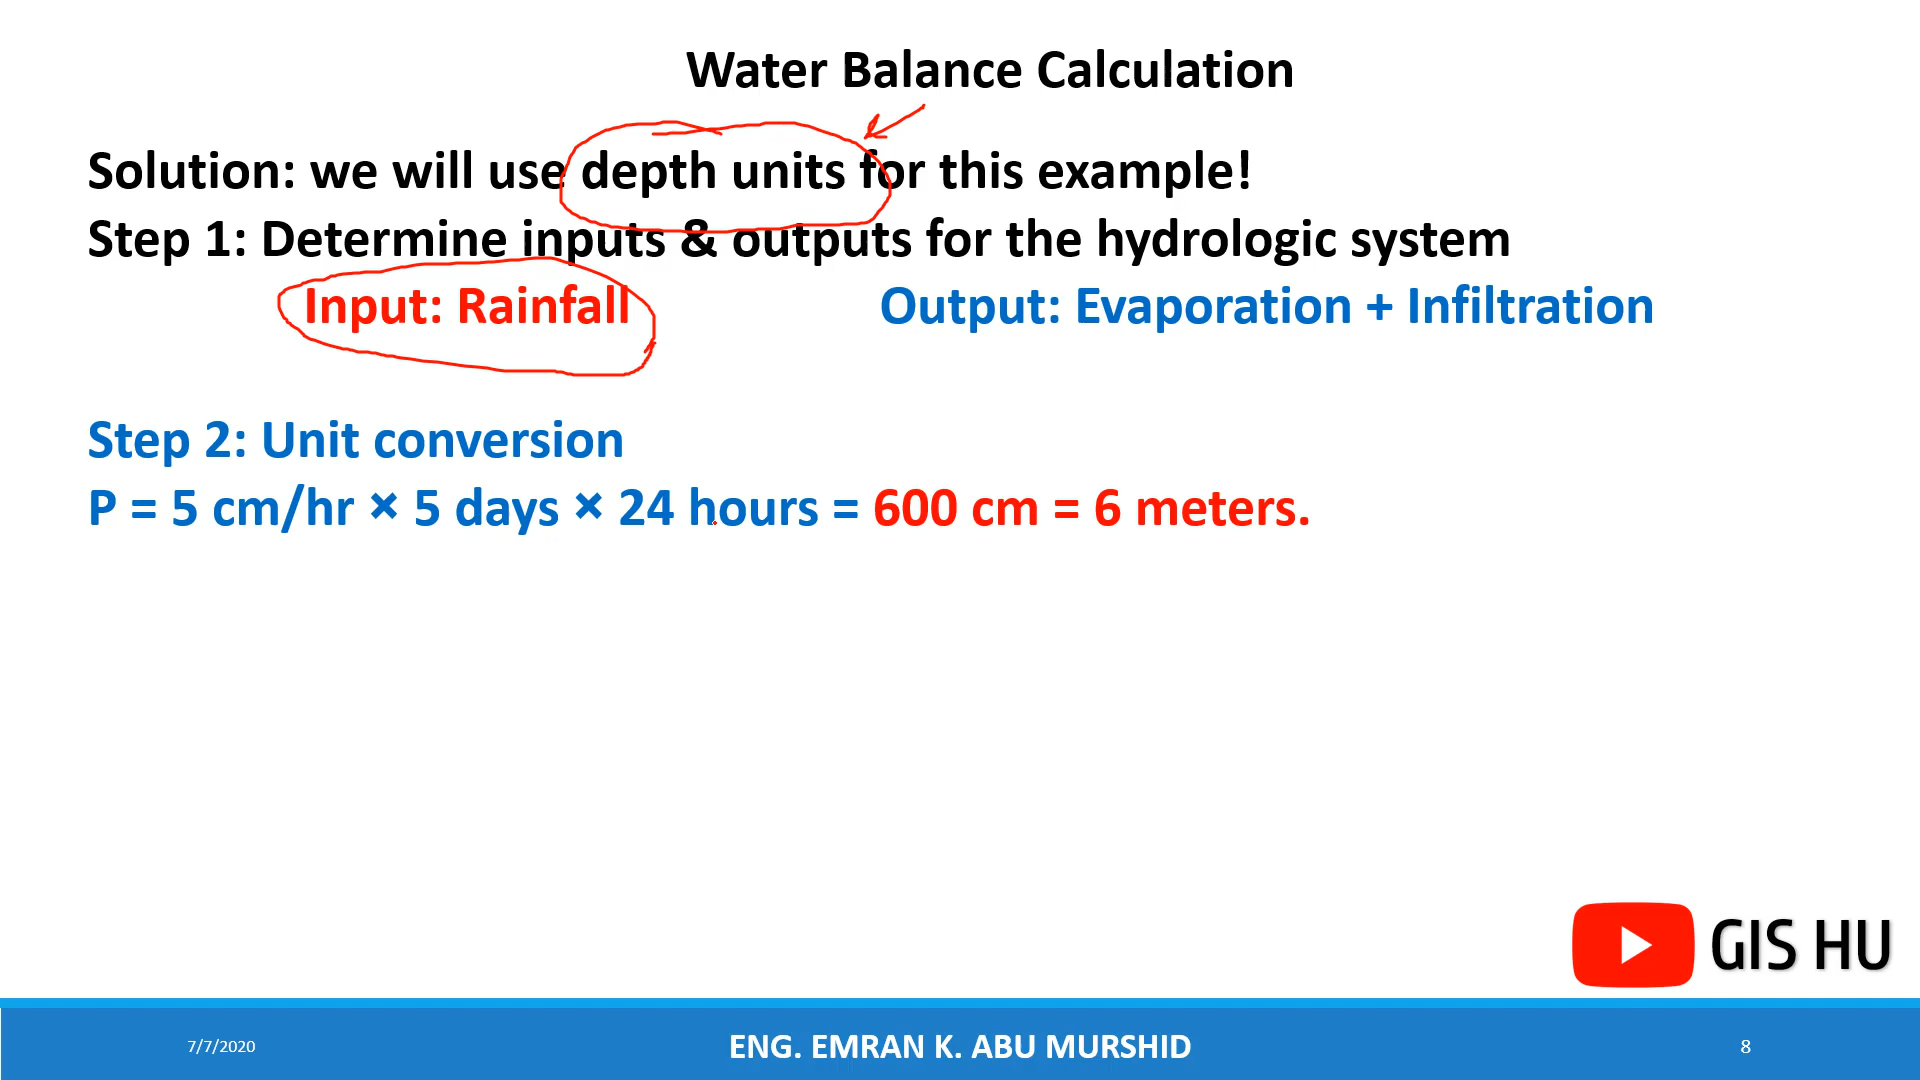 Water Balance Calculation
Solution: we will use depth units for this example!
Step 1: Determine inputs & outputs for the hydrologic system
Input: Rainfall Output: Evaporation + Infiltration
Step 2: Unit conversion
P = 5 cm/hr × 5 days × 24 hours = 600 cm = 6 meters.
GIS HU
7/7/2020 ENG. EMRAN K. ABU MURSHID 8